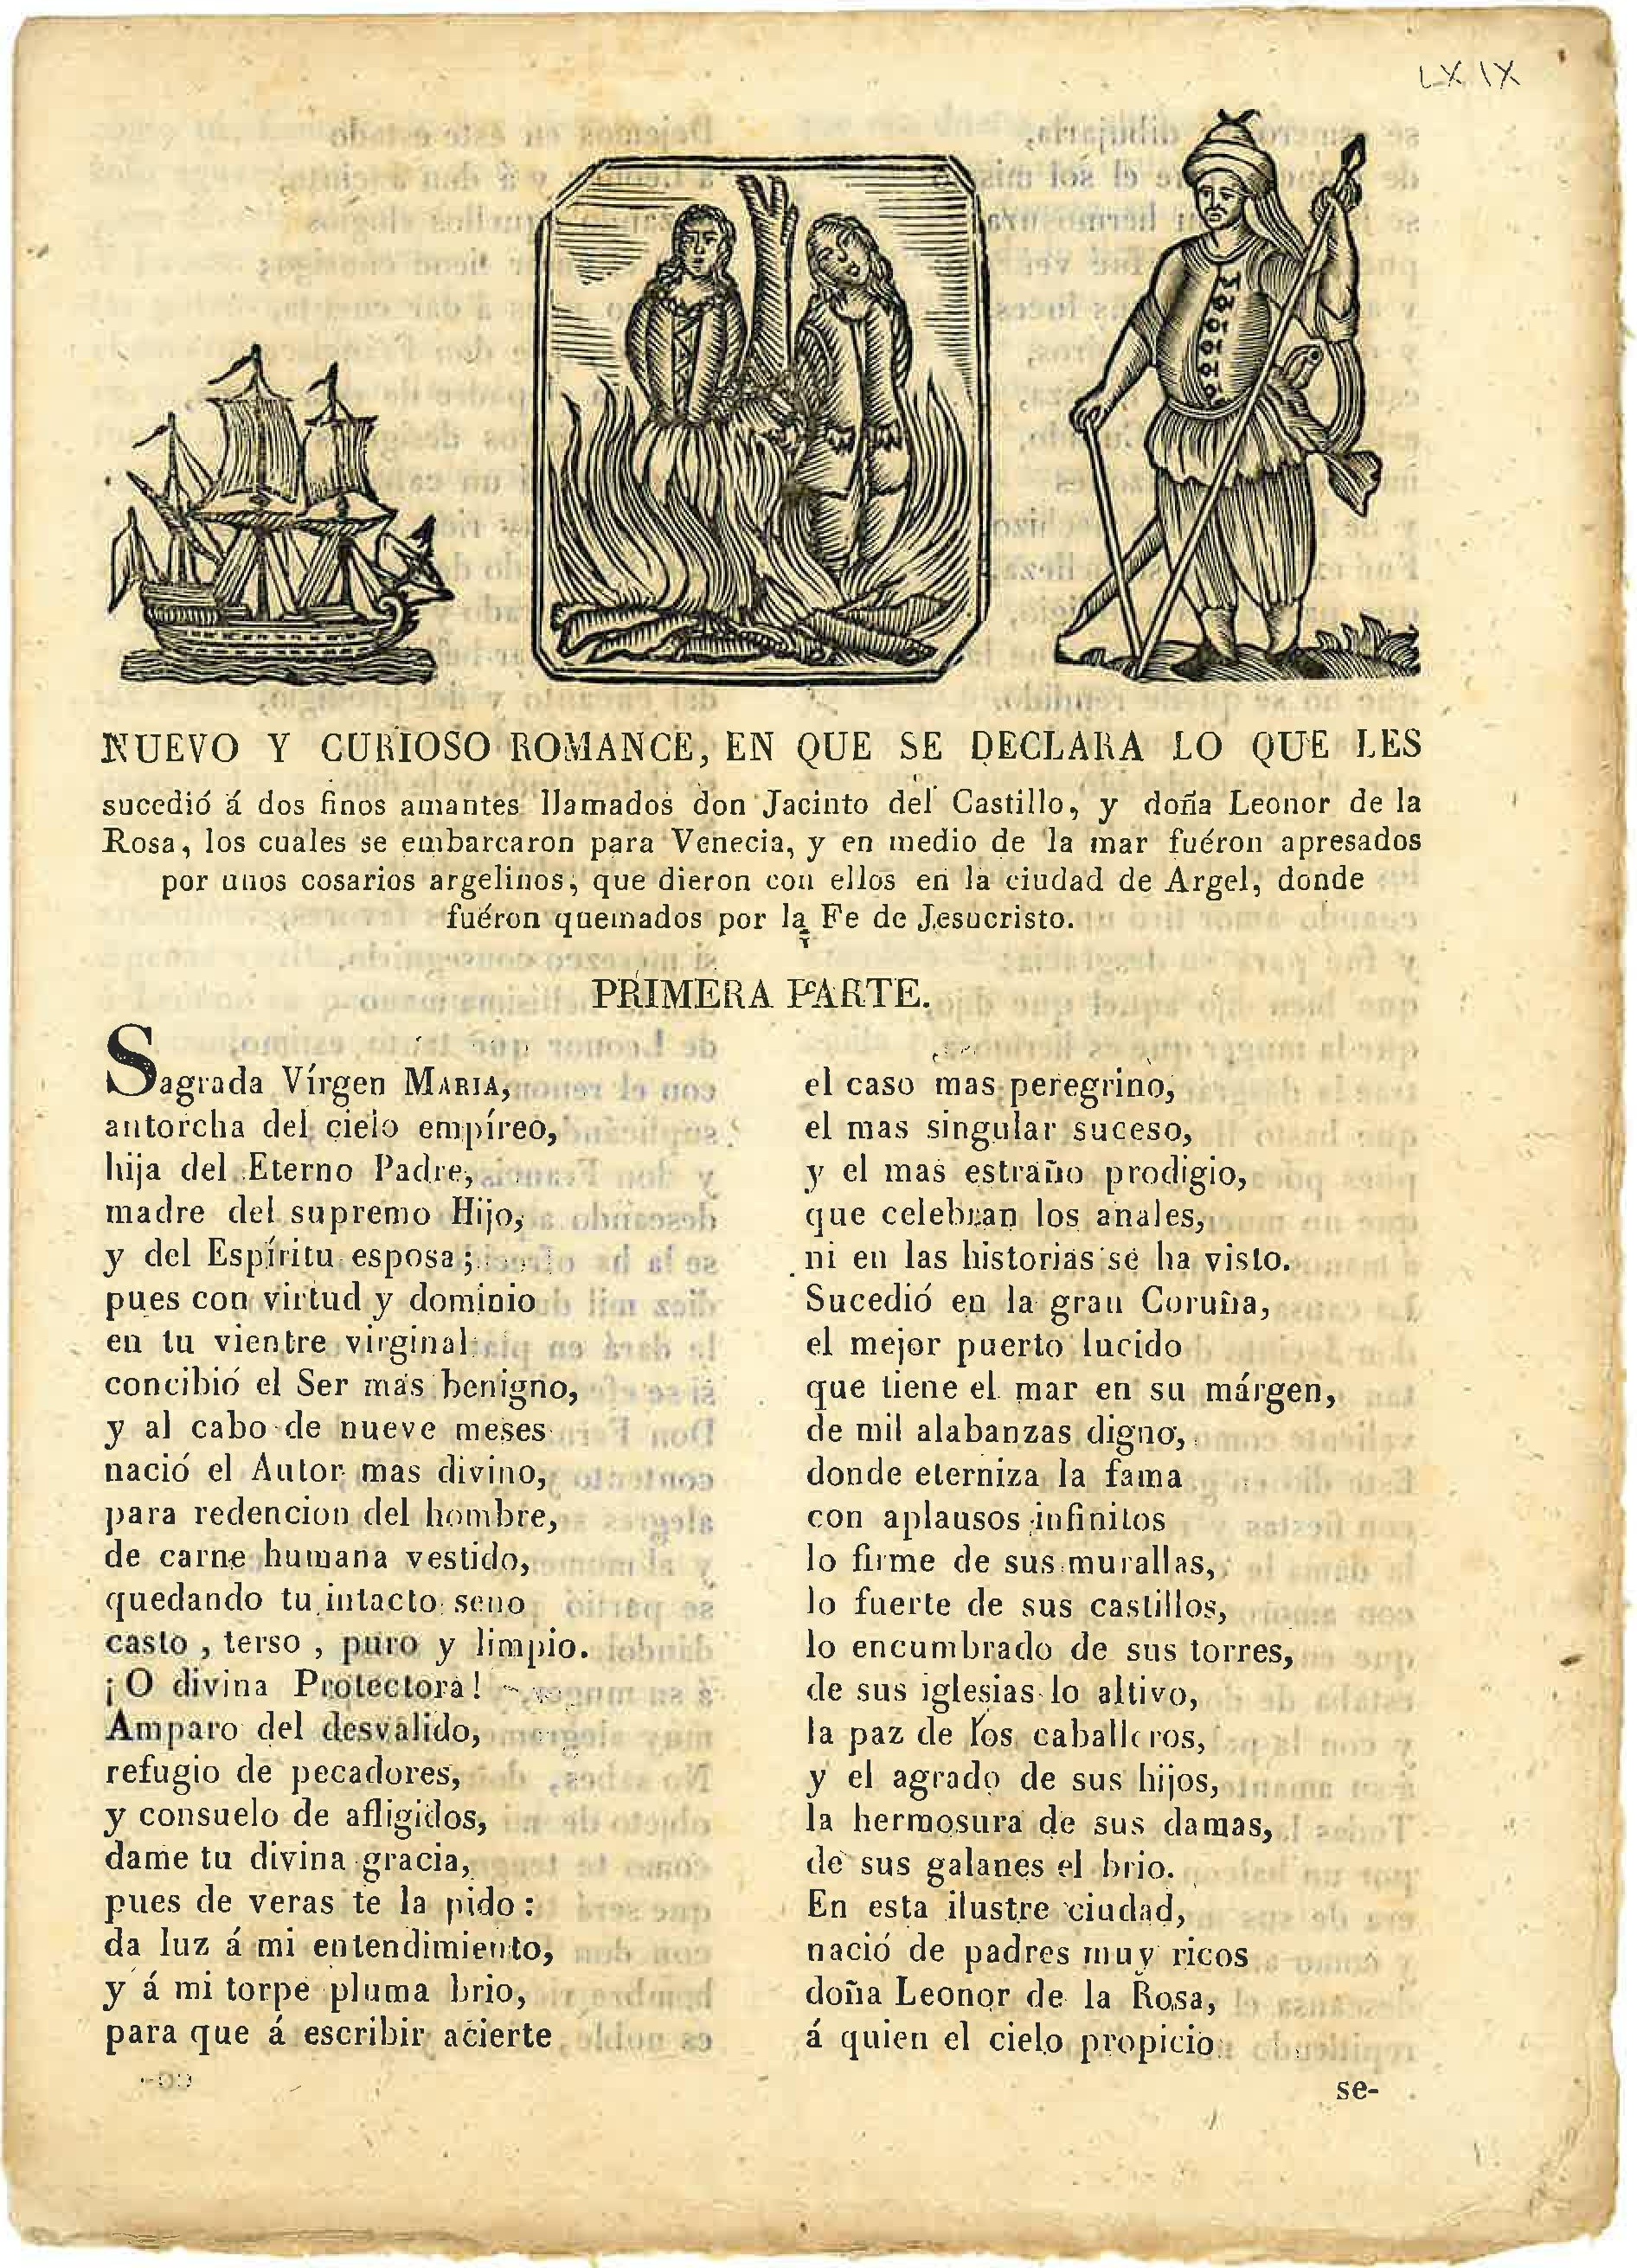 LXIX
NUEVO Y CURIOSO ROMANCE, EN QUE SE DECLARA LO QUE LES
sucedió á dos finos amantes llamados don Jacinto del Castillo, y doña Leonor de la
Rosa, los cuales se embarcaron para Venecia, y en medio de la mar fuéron apresados
por unos cosarios argelinos, que dieron con ellos en la ciudad de Argel, donde
fuéron quemados por la Fe de Jesucristo.
PRIMERA PARTE.
Sagrada Vírgen MARIA,
antorcha del cielo empíreo,
hija del Eterno Padre,
madre del supremo Hijo,
y del Espíritu esposa;
pues con virtud y dominio
en tu vientre virginal
concibió el Ser mas benigno,
y al cabo de nueve meses
nació el Autor mas divino,
para redencion del hombre,
de carne humana vestido,
quedando tu intacto seno
casto, terso, puro y limpio.
¡O divina Protectora!
Amparo del desvalido,
refugio de pecadores,
y consuelo de afligidos,
dame tu divina gracia,
pues de veras te la pido:
da luz á mi entendimiento,
y á mi torpe pluma brio,
para que á escribir acierte
el caso mas peregrino,
el mas singular suceso,
y el mas estraño prodigio,
que celebran los anales,
ni en las historias se ha visto.
Sucedió en la gran Coruña,
el mejor puerto lucido
que tiene el mar en su márgen,
de mil alabanzas digno,
donde eterniza la fama
con aplausos infinitos
lo firme de sus murallas,
lo fuerte de sus castillos,
lo encumbrado de sus torres,
de sus iglesias lo altivo,
la paz de los caballeros,
y el agrado de sus hijos,
la hermosura de sus damas,
de sus galanes el brio.
En esta ilustre ciudad,
nació de padres muy ricos
doña Leonor de la Rosa,
á quien el cielo propicio
se-